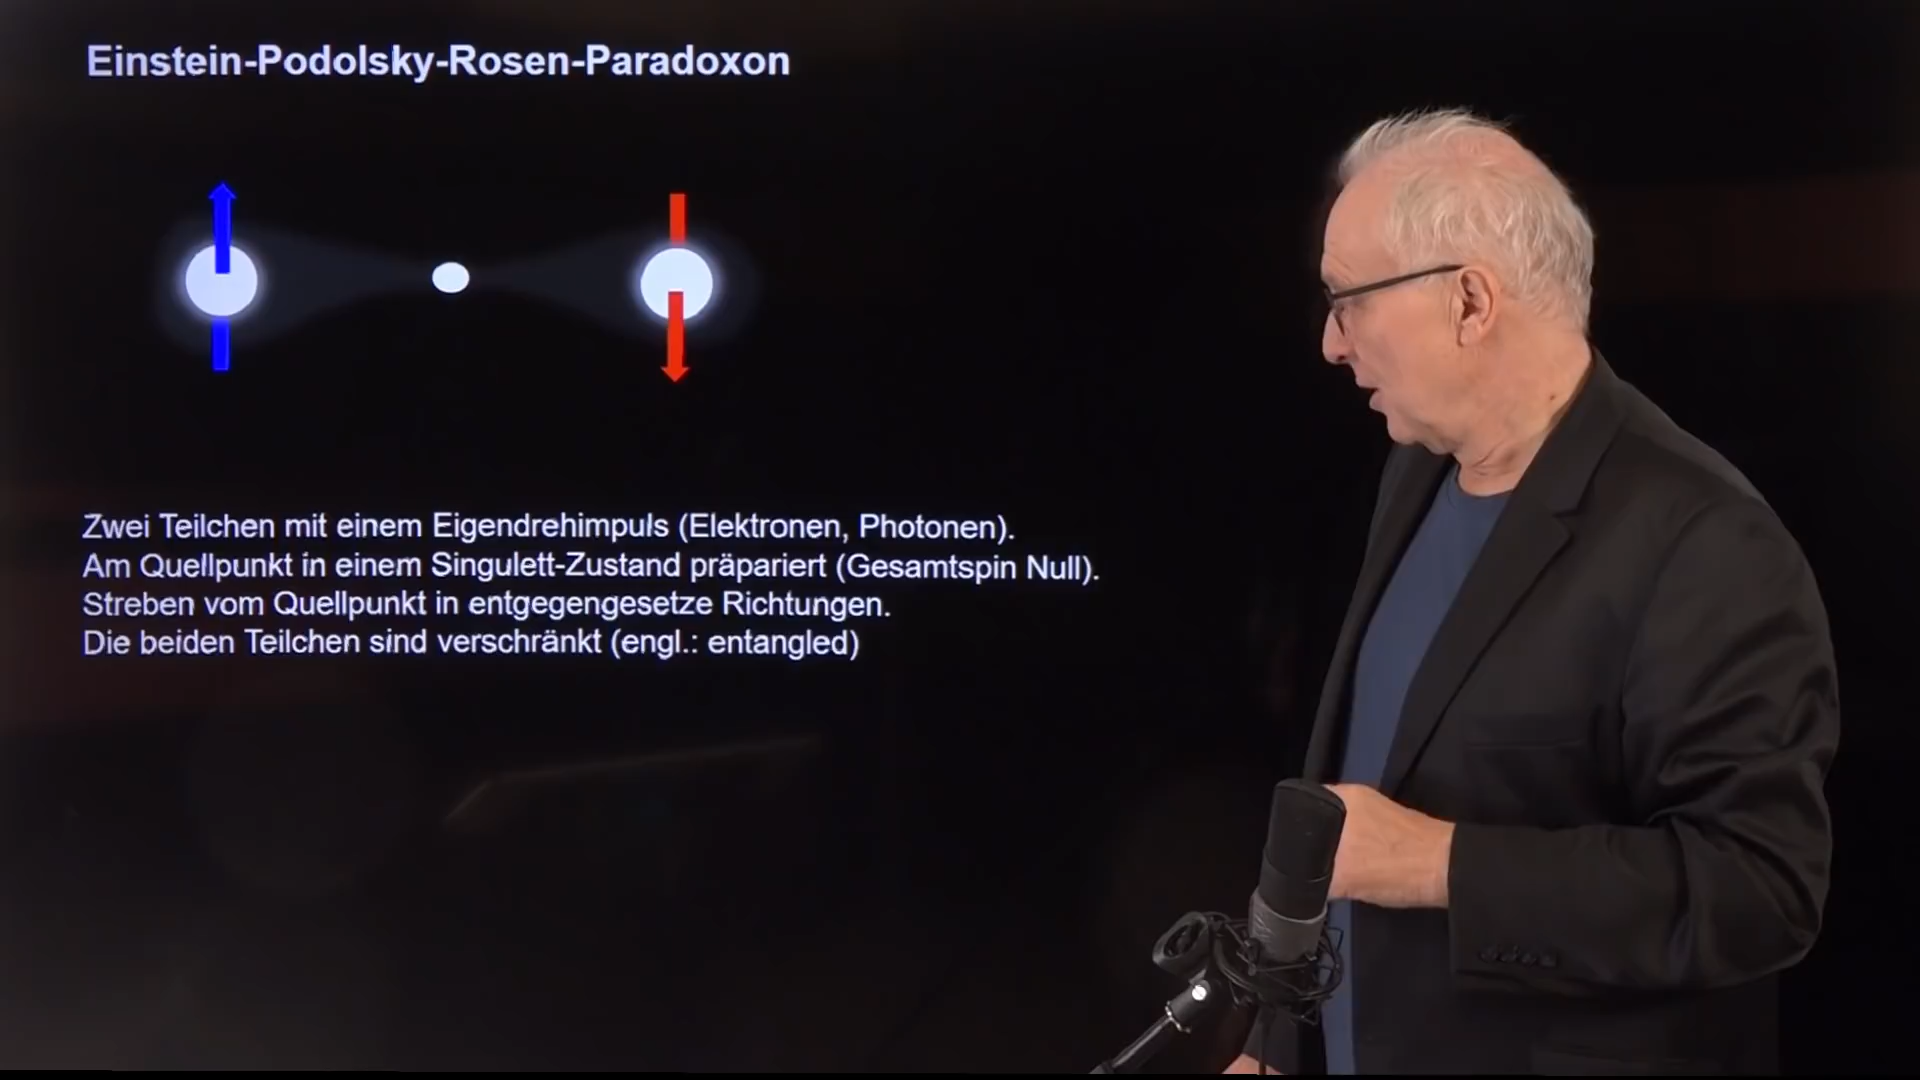 Einstein-Podolsky-Rosen-Paradoxon
Zwei Teilchen mit einem Eigendrehimpuls (Elektronen, Photonen).
Am Quellpunkt in einem Singulett-Zustand präpariert (Gesamtspin Null).
Streben vom Quellpunkt in entgegengesetze Richtungen.
Die beiden Teilchen sind verschränkt (engl.: entangled)